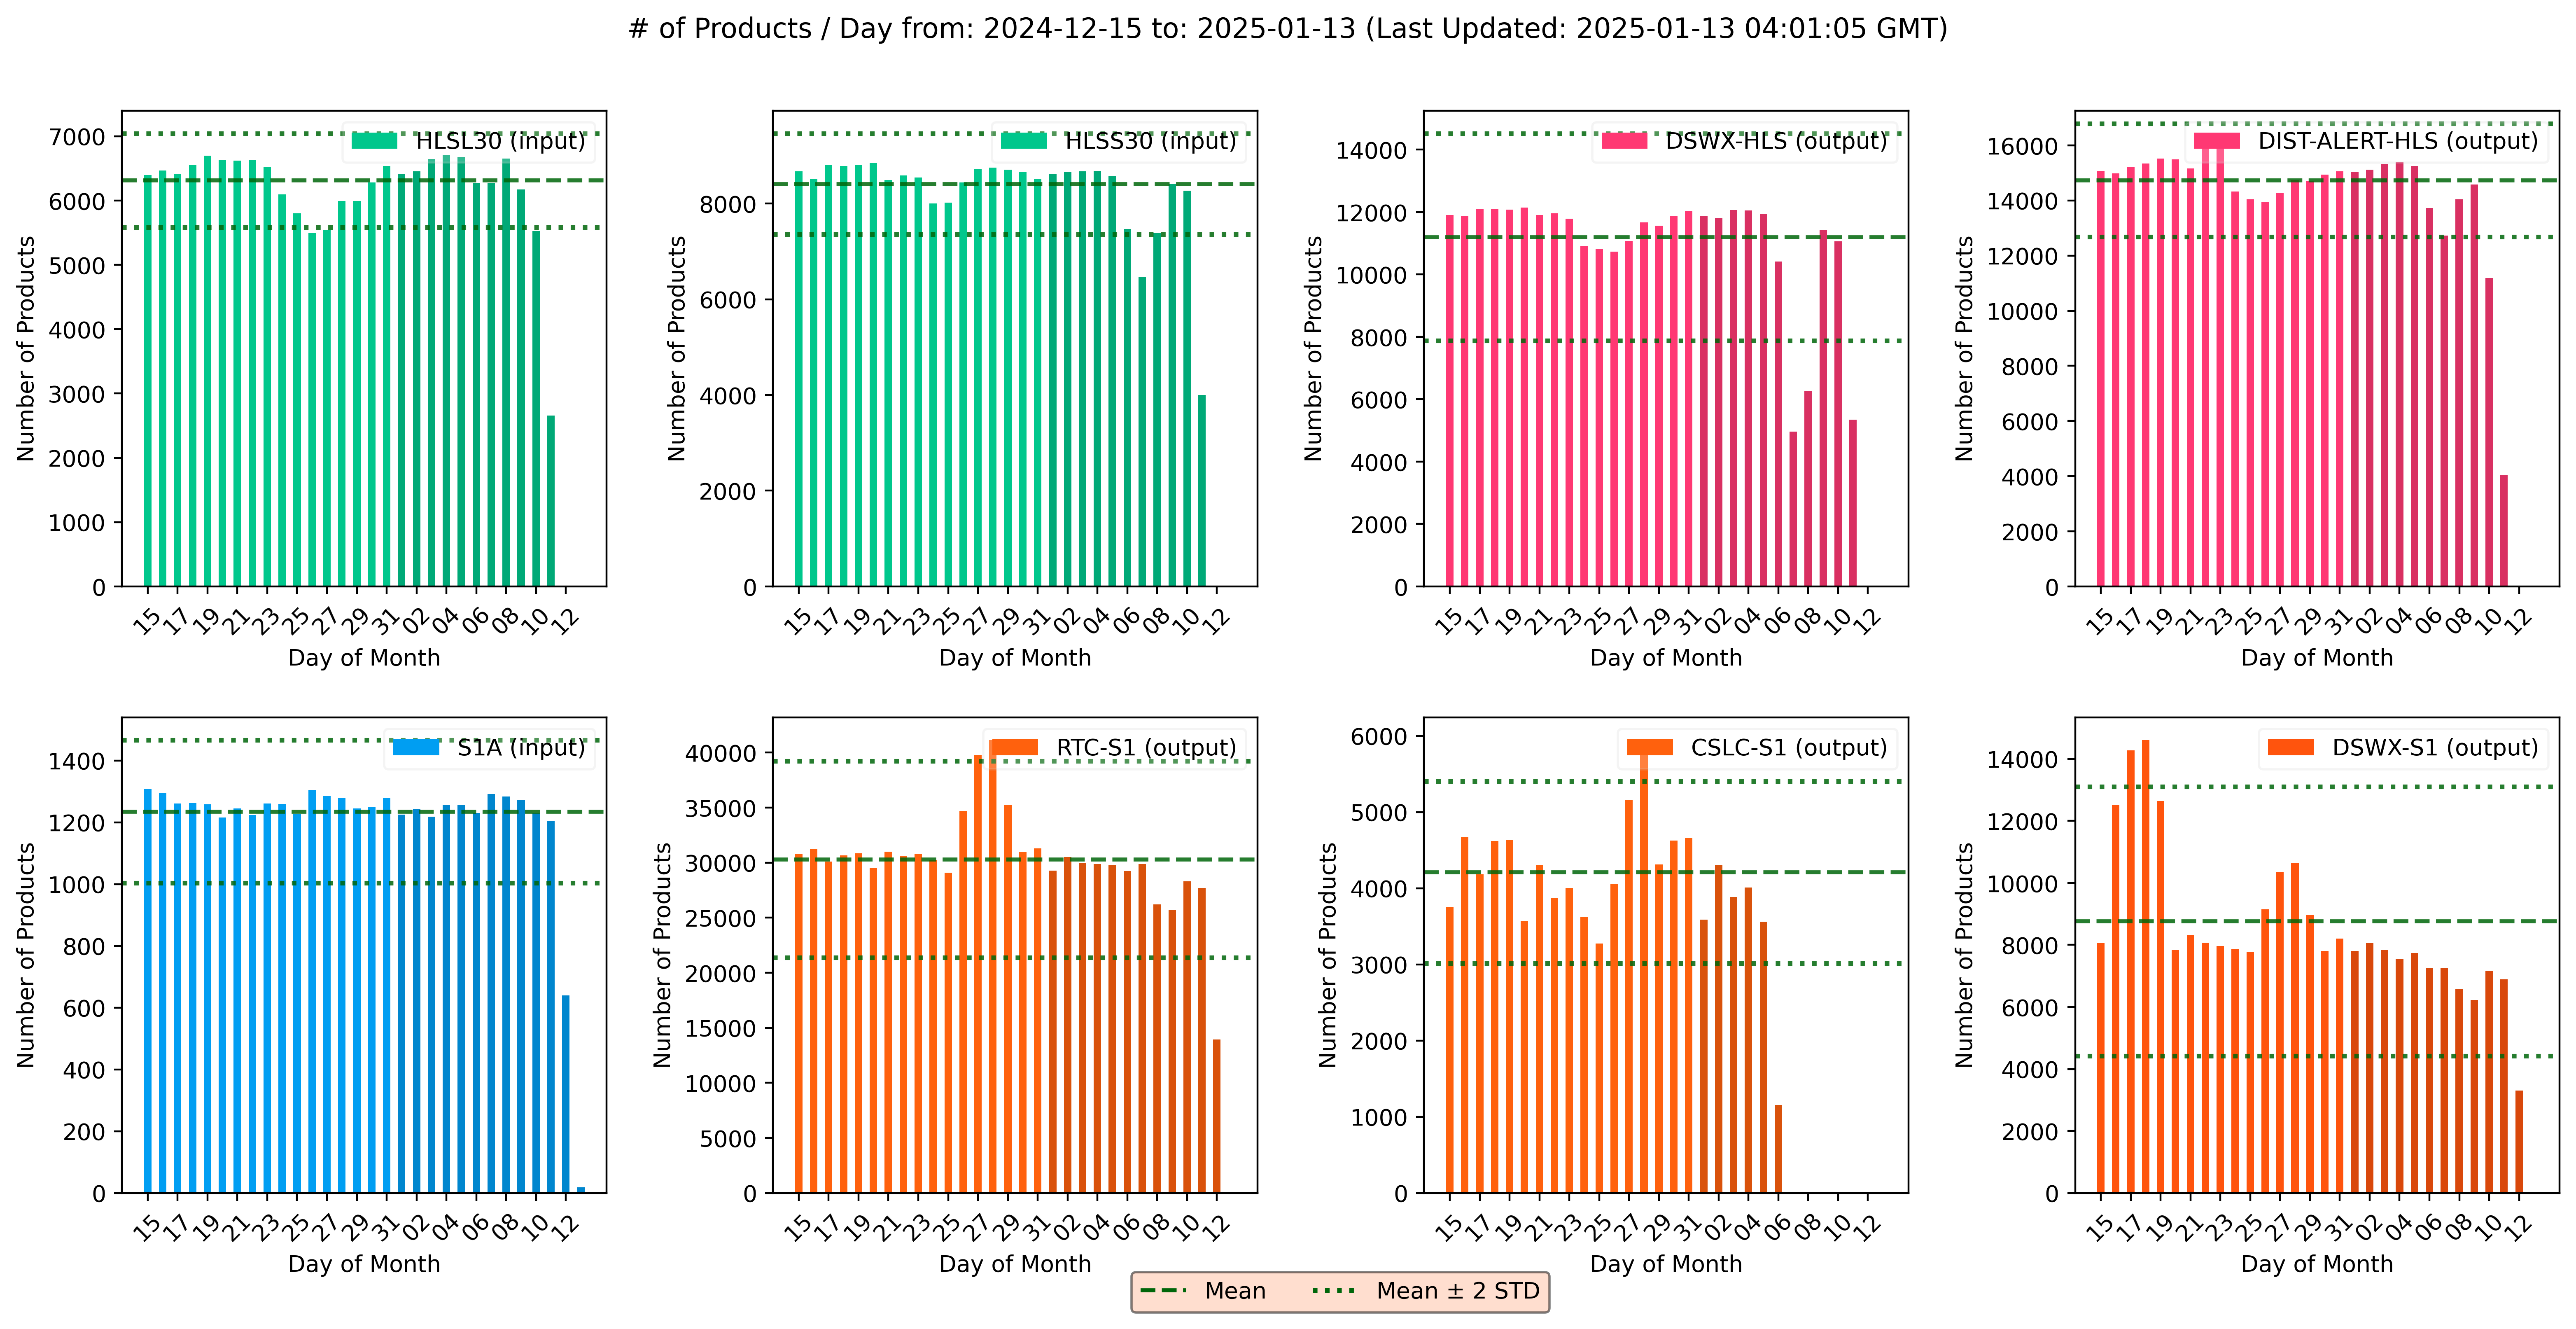 # of Products / Day from: 2024-12-15 to: 2025-01-13 (Last Updated: 2025-01-13 04:01:05 GMT)
HLSL30 (input)
Number of Products
7000
6000
5000
4000
3000
2000
1000
0
15 17 19 21 23 25 27 29 31 02 04 06 08 10 12
Day of Month
HLSS30 (input)
Number of Products
8000
6000
4000
2000
0
15 17 19 21 23 25 27 29 31 02 04 06 08 10 12
Day of Month
DSWX-HLS (output)
Number of Products
14000
12000
10000
8000
6000
4000
2000
0
15 17 19 21 23 25 27 29 31 02 04 06 08 10 12
Day of Month
DIST-ALERT-HLS (output)
Number of Products
16000
14000
12000
10000
8000
6000
4000
2000
0
15 17 19 21 23 25 27 29 31 02 04 06 08 10 12
Day of Month
S1A (input)
Number of Products
1400
1200
1000
800
600
400
200
0
15 17 19 21 23 25 27 29 31 02 04 06 08 10 12
Day of Month
RTC-S1 (output)
Number of Products
40000
35000
30000
25000
20000
15000
10000
5000
0
15 17 19 21 23 25 27 29 31 02 04 06 08 10 12
Day of Month
CSLC-S1 (output)
Number of Products
6000
5000
4000
3000
2000
1000
0
15 17 19 21 23 25 27 29 31 02 04 06 08 10 12
Day of Month
DSWX-S1 (output)
Number of Products
14000
12000
10000
8000
6000
4000
2000
0
15 17 19 21 23 25 27 29 31 02 04 06 08 10 12
Day of Month
Mean
Mean ± 2 STD